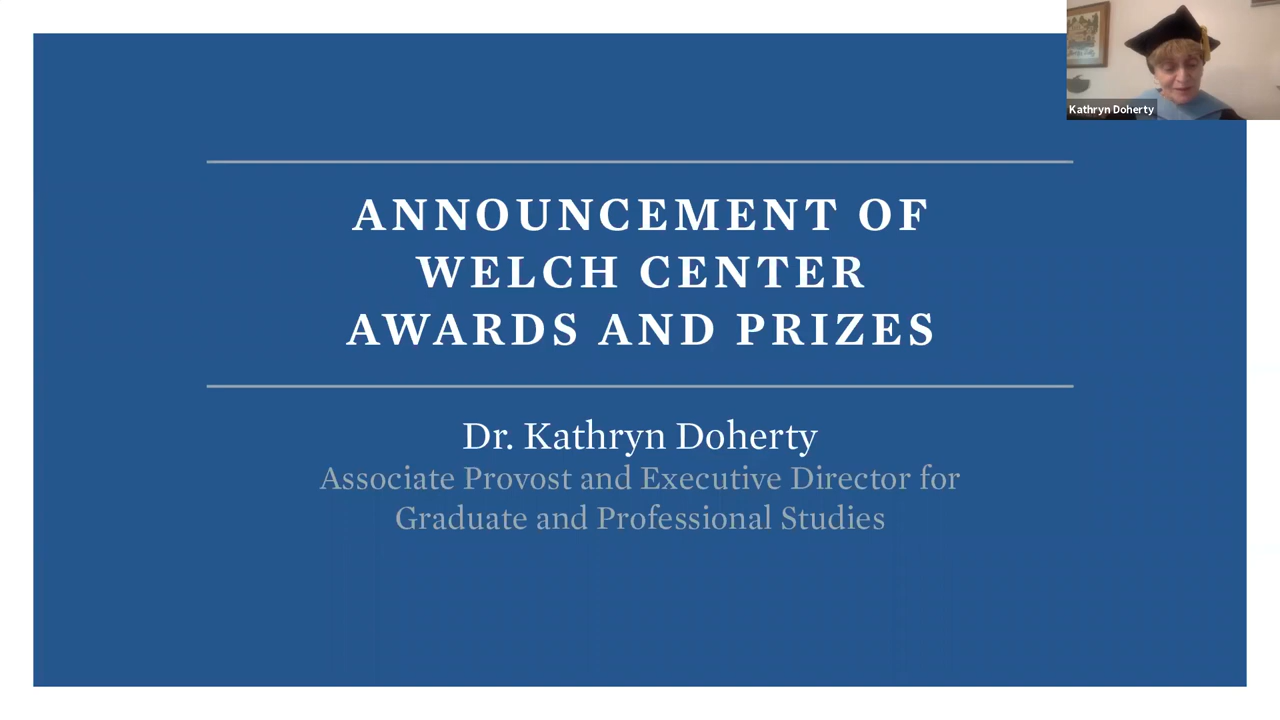 Kathryn Doherty
ANNOUNCEMENT OF
WELCH CENTER
AWARDS AND PRIZES
Dr. Kathryn Doherty
Associate Provost and Executive Director for
Graduate and Professional Studies